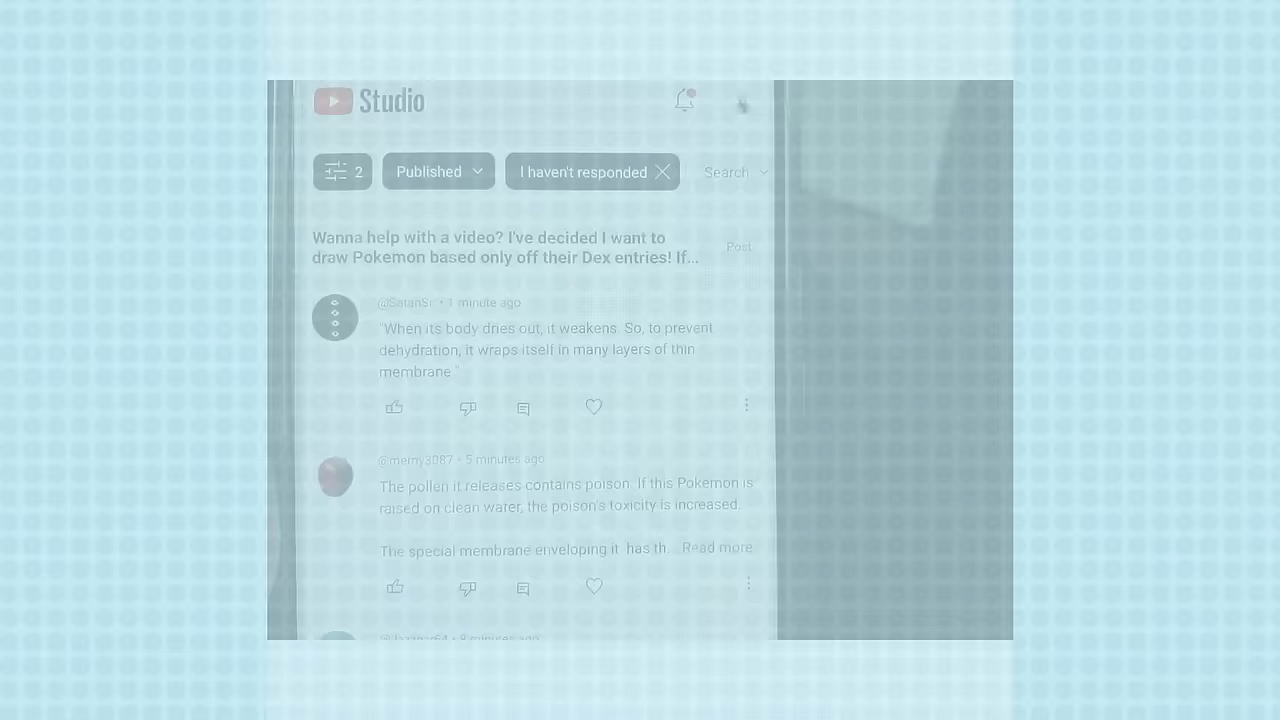 Studio
2
Published
I haven't responded
Search
Wanna help with a video? I've decided I want to
draw Pokemon based only off their Dex entries! If...
Post
@SatanSr • 1 minute ago
"When its body dries out, it weakens. So, to prevent
dehydration, it wraps itself in many layers of thin
membrane."
@memy3087 • 5 minutes ago
The pollen it releases contains poison. If this Pokemon is
raised on clean water, the poison's toxicity is increased.
The special membrane enveloping it has th... Read more
minutes ago